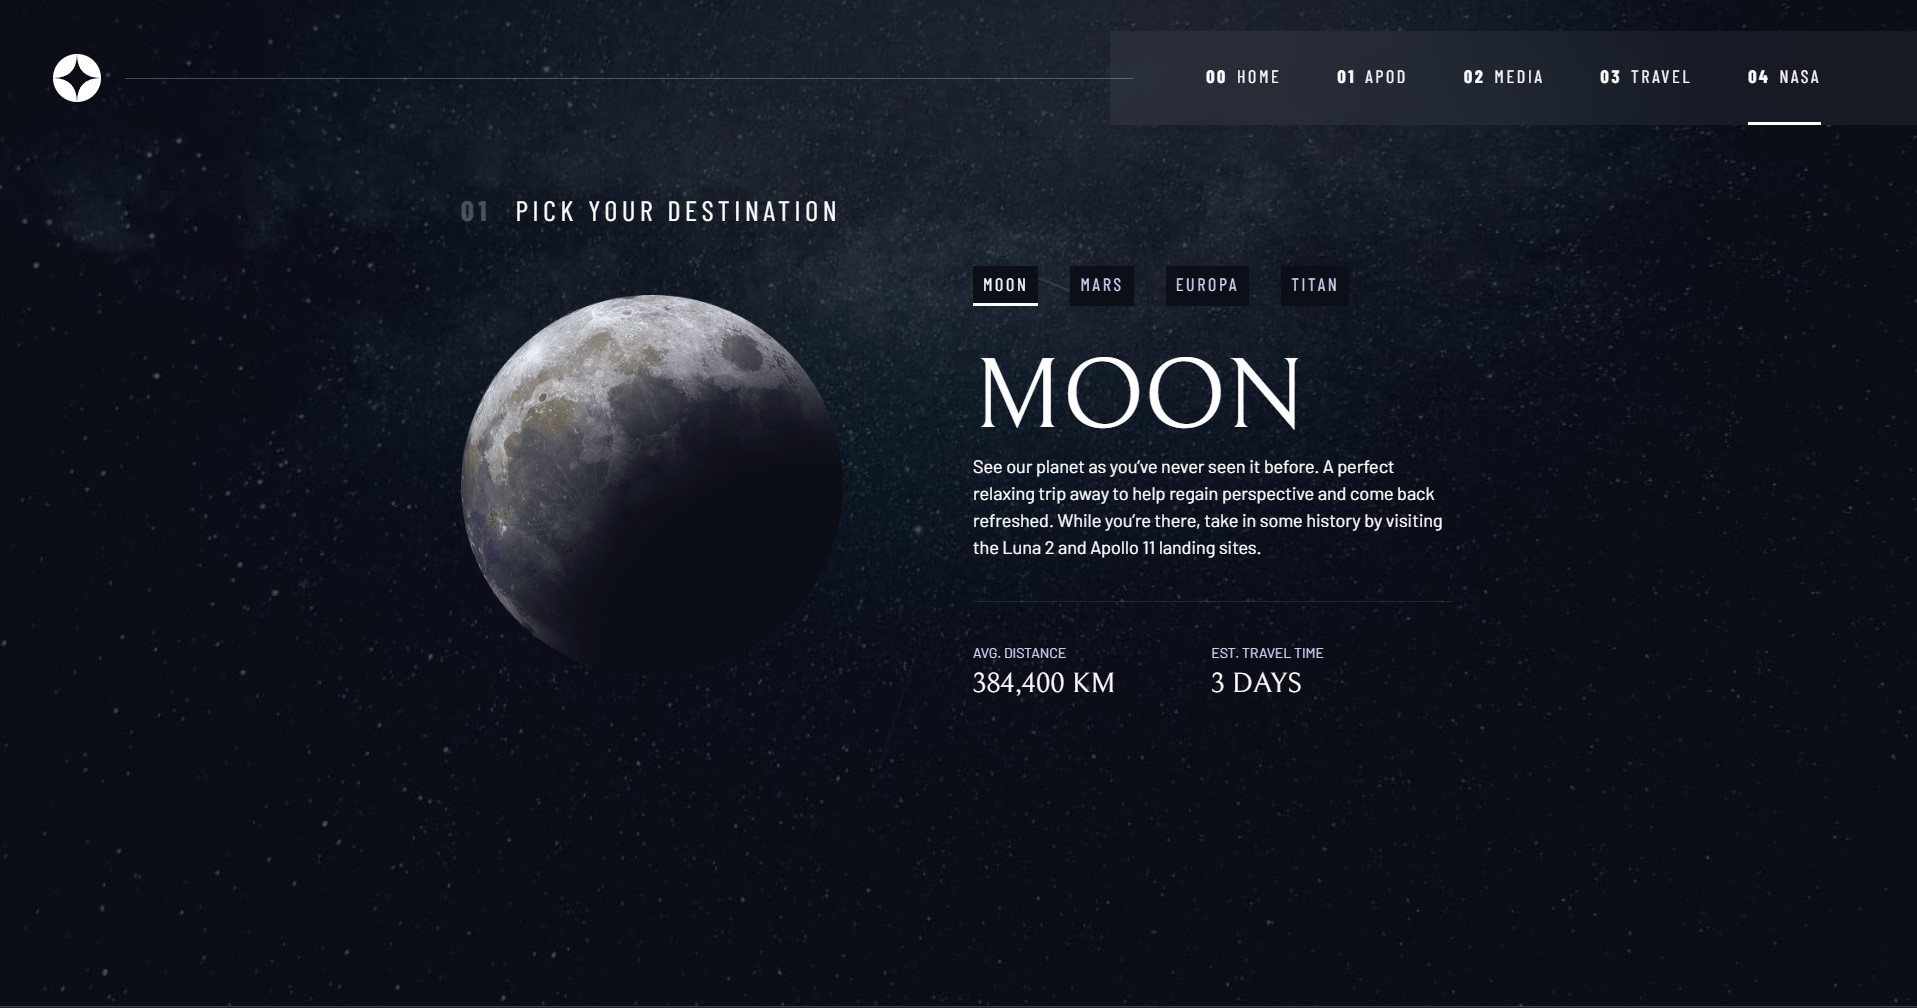 00 HOME 01 APOD 02 MEDIA 03 TRAVEL 04 NASA
01 PICK YOUR DESTINATION
MOON MARS EUROPA TITAN
MOON
See our planet as you’ve never seen it before. A perfect
relaxing trip away to help regain perspective and come back
refreshed. While you’re there, take in some history by visiting
the Luna 2 and Apollo 11 landing sites.
AVG. DISTANCE EST. TRAVEL TIME
384,400 KM 3 DAYS